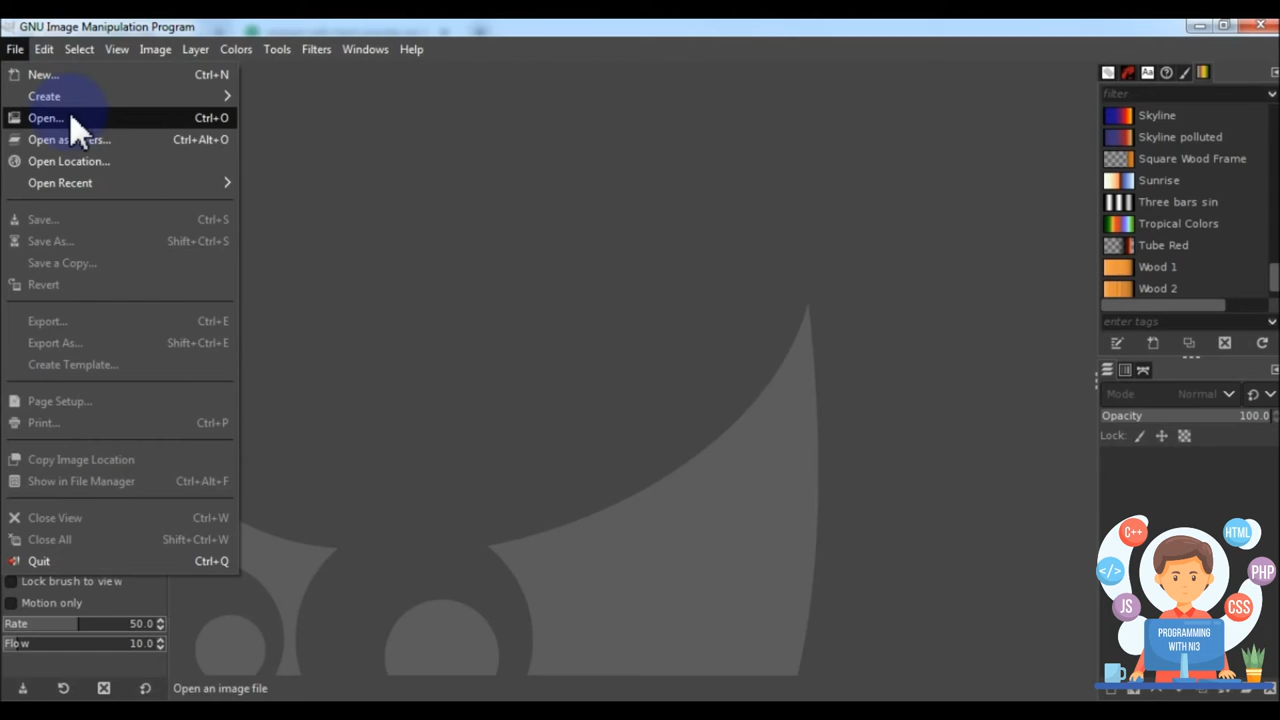 GNU Image Manipulation Program
File Edit Select View Image Layer Colors Tools Filters Windows Help
New... Ctrl+N
Create
Open... Ctrl+O
Open as Ctrl+Alt+O
Open Location...
Open Recent
Save... Ctrl+S
Save As... Shift+Ctrl+S
Save a Copy...
Revert
Export... Ctrl+E
Export As... Shift+Ctrl+E
Create Template...
Page Setup...
Print... Ctrl+P
Copy Image Location
Show in File Manager Ctrl+Alt+F
Close View Ctrl+W
Close All Shift+Ctrl+W
Quit Ctrl+Q
Lock brush to view
Motion only
Rate 50.0
Flow 10.0
Open an image file
Aa
filter
Skyline
Skyline polluted
Square Wood Frame
Sunrise
Three bars sin
Tropical Colors
Tube Red
Wood 1
Wood 2
enter tags
Mode Normal
Opacity 100.0
Lock:
C++
HTML
</>
PHP
JS
CSS
PROGRAMMING
WITH NI3